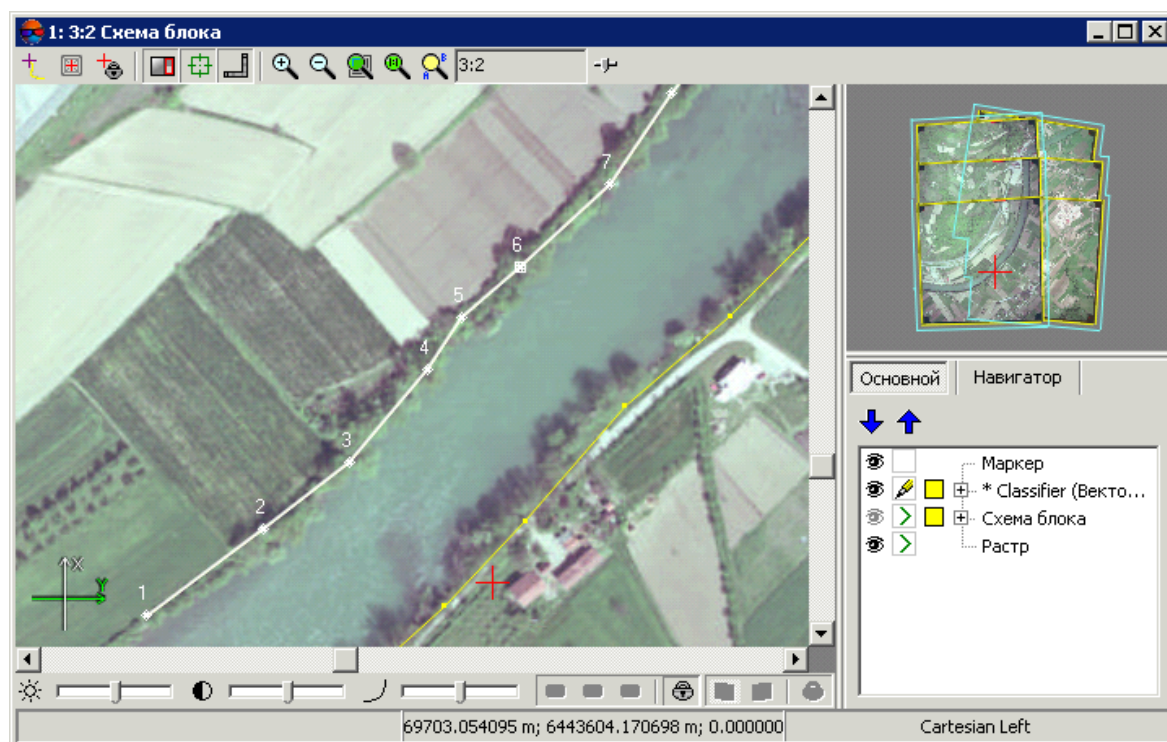 1: 3:2 Схема блока
3:2
7
6
5
4
3
2
1
X
Y
Основной
Навигатор
Маркер
* Classifier (Векто...
Схема блока
Растр
69703.054095 m; 6443604.170698 m; 0.000000
Cartesian Left